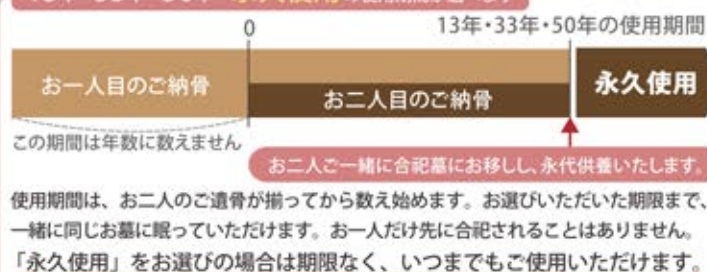 0
13年・33年・50年の使用期間
お一人目のご納骨
お二人目のご納骨
永久使用
この期間は年数に数えません
お二人ご一緒に合祀墓にお移しし、永代供養いたします。
使用期間は、お二人のご遺骨が揃ってから数え始めます。お選びいただいた期限まで、
一緒に同じお墓に眠っていただけます。お一人だけ先に合祀されることはありません。
「永久使用」をお選びの場合は期限なく、いつまでもご使用いただけます。